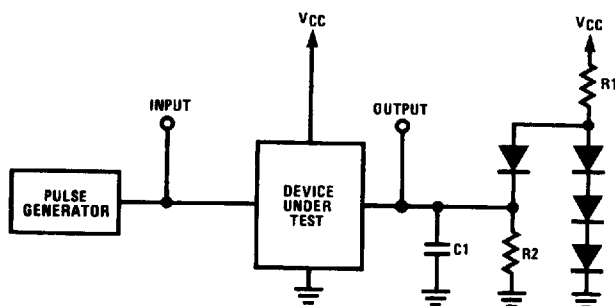 VCC
VCC
R1
INPUT
OUTPUT
PULSE
GENERATOR
DEVICE
UNDER
TEST
C1
R2